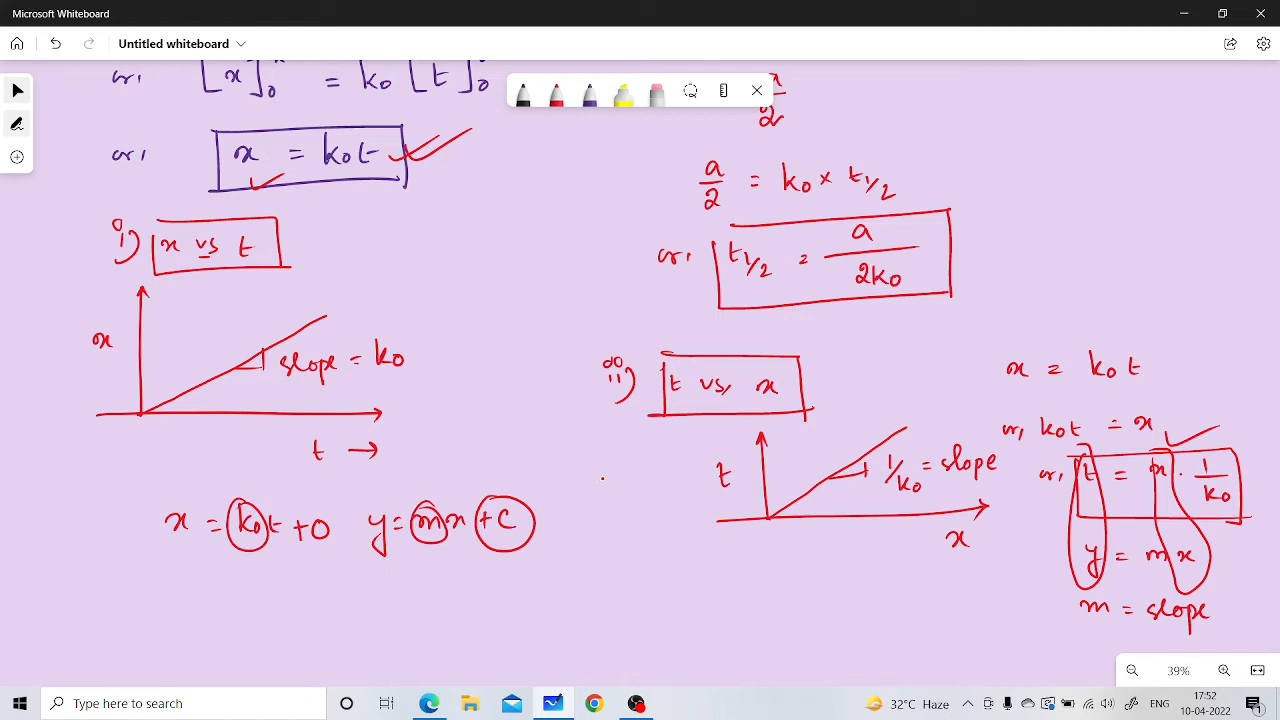 Microsoft Whiteboard
Untitled whiteboard
or, [x]₀ = k₀ [t]₀
or, x = k₀t
i) x vs t
x
slope = k₀
t →
x = k₀t + 0 y = mx + c
2
a/2 = k₀ × t1/2
or, t1/2 = a/2k₀
ii) t vs, x
t
1/k₀ = slope
x
x = k₀t
or, k₀t = x
or, t = x · 1/k₀
y = m x
m = slope
39%
Type here to search
32°C Haze
ENG
17:52
10-04-2022
1